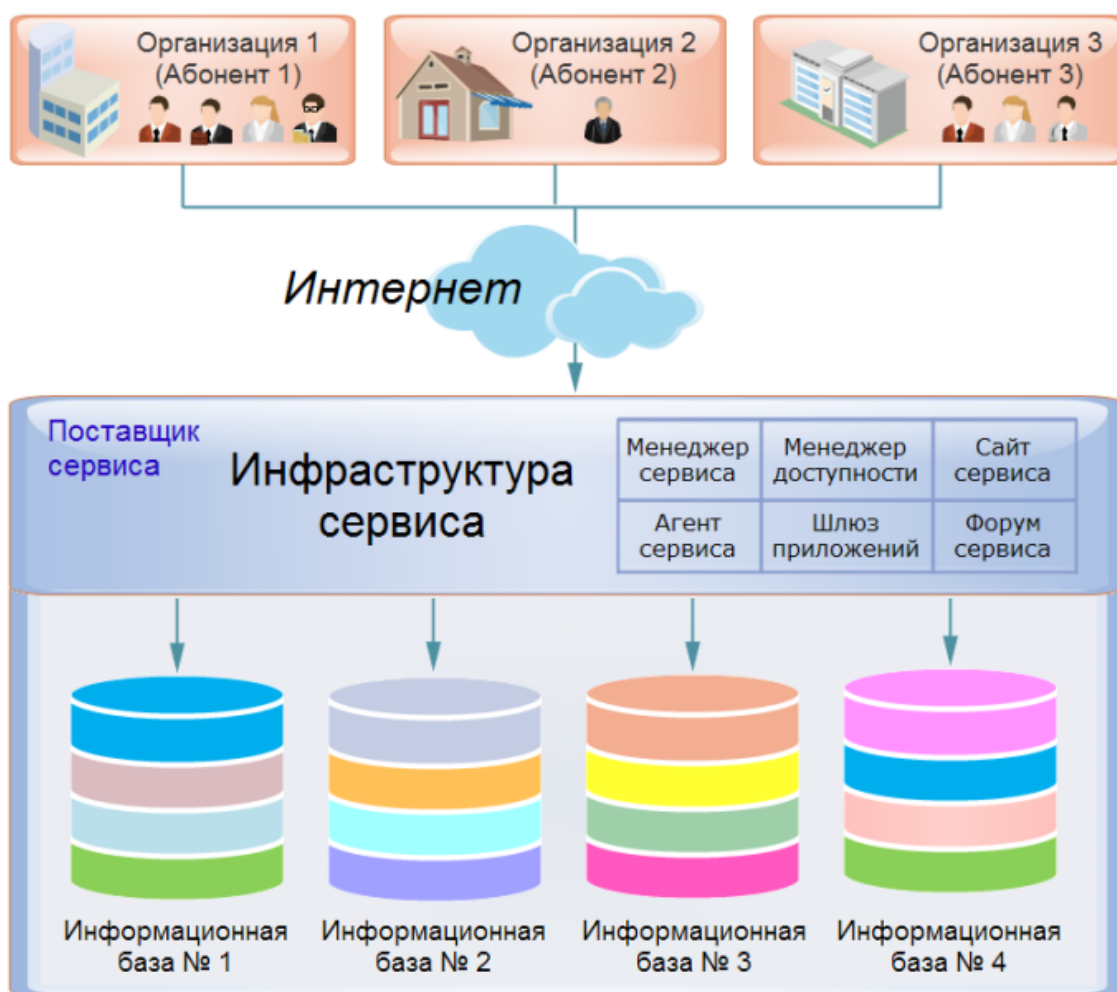 Организация 1
(Абонент 1)
Организация 2
(Абонент 2)
Организация 3
(Абонент 3)
Интернет
Поставщик
сервиса
Инфраструктура
сервиса
Менеджер
сервиса
Менеджер
доступности
Сайт
сервиса
Агент
сервиса
Шлюз
приложений
Форум
сервиса
Информационная
база № 1
Информационная
база № 2
Информационная
база № 3
Информационная
база № 4